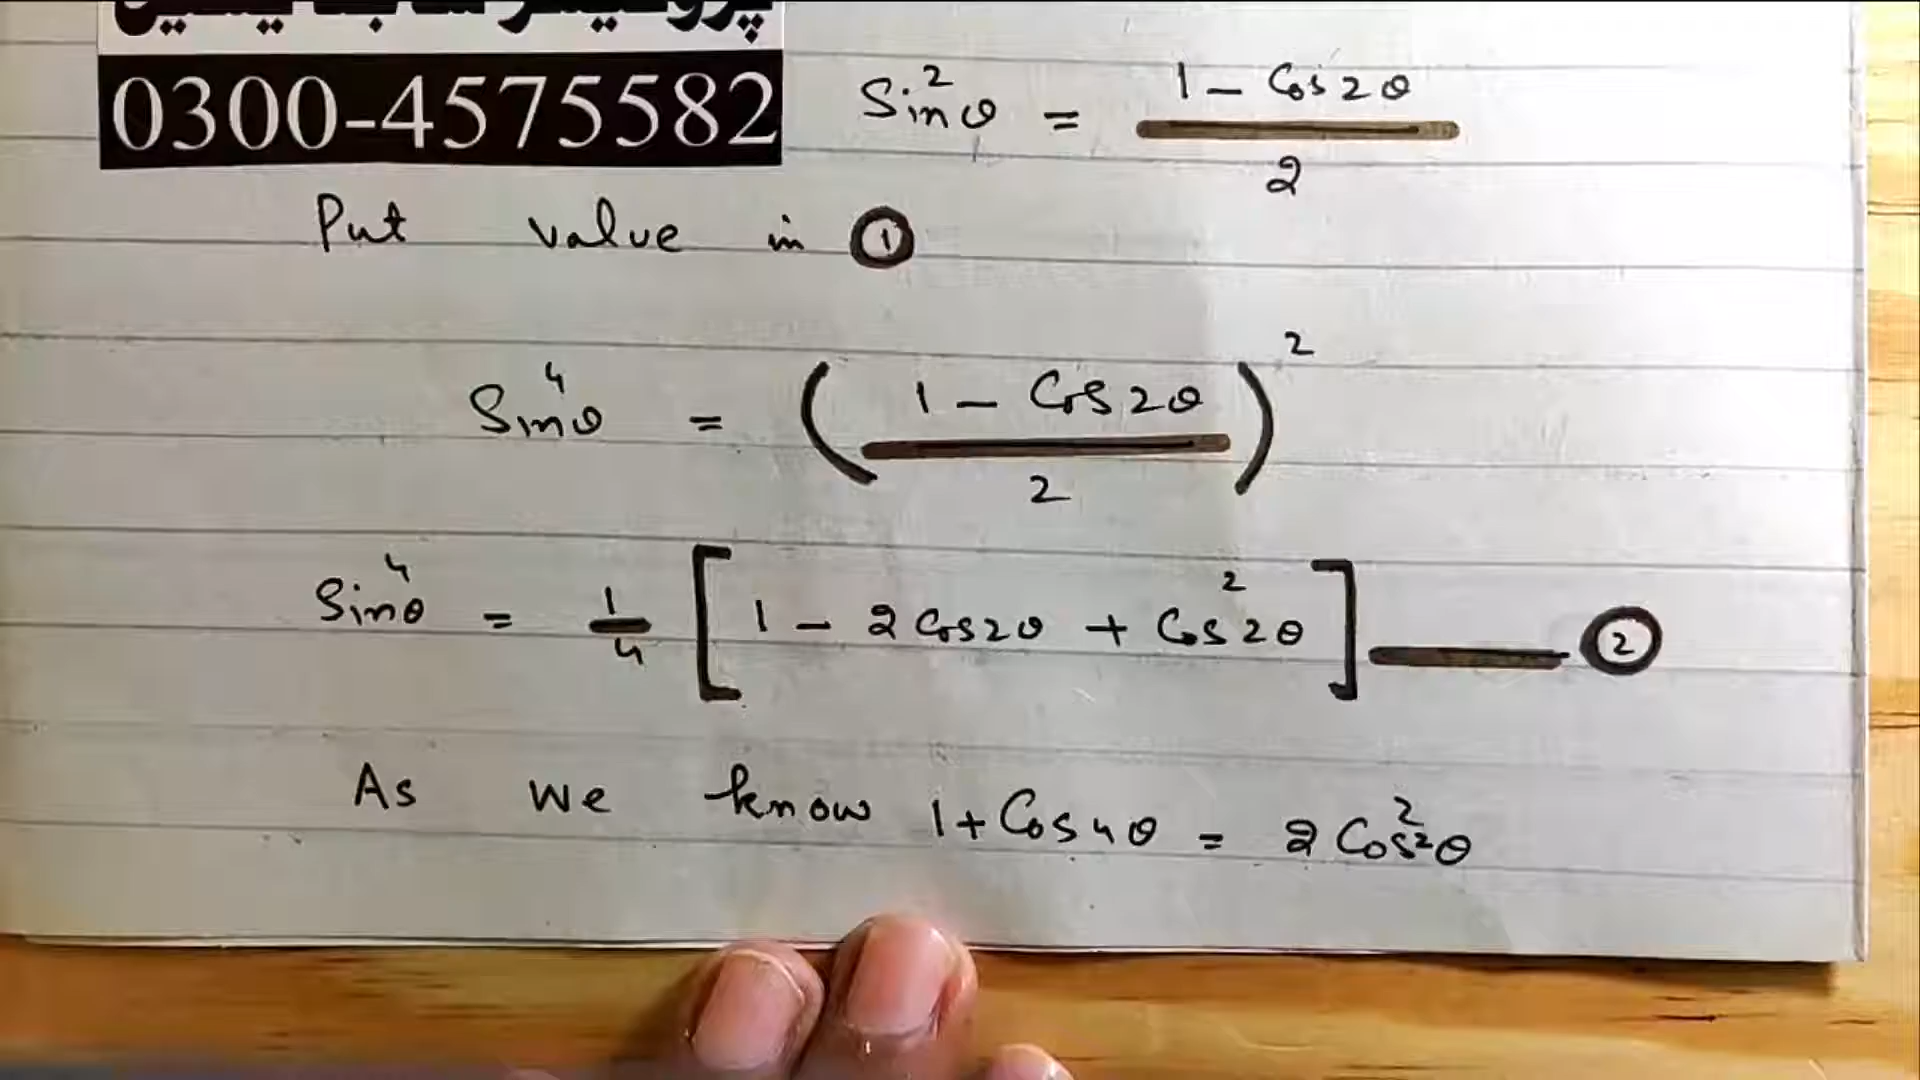 0300-4575582
Sin²θ = (1 - Cos2θ)/2
Put value in ①
Sin⁴θ = ((1 - Cos2θ)/2)²
Sin⁴θ = 1/4 [1 - 2Cos2θ + Cos²2θ] — ②
As we know 1 + Cos4θ = 2Cos²2θ